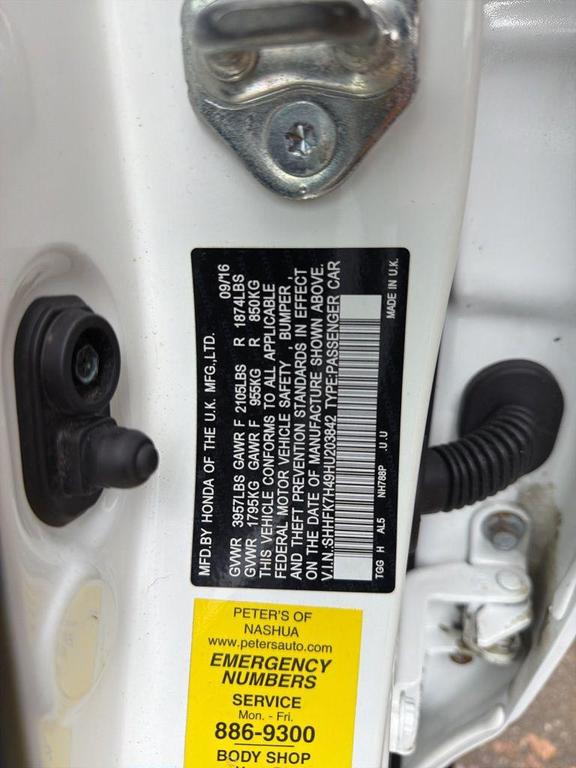 MFD.BY HONDA OF THE U.K. MFG.,LTD. 09/16
GVWR 3957LBS GAWR F 2105LBS R 1874LBS
GVWR 1795KG GAWR F 955KG R 850KG
THIS VEHICLE CONFORMS TO ALL APPLICABLE
FEDERAL MOTOR VEHICLE SAFETY , BUMPER ,
AND THEFT PREVENTION STANDARDS IN EFFECT
ON THE DATE OF MANUFACTURE SHOWN ABOVE.
V.I.N.SHHFK7H49HU203842 TYPE:PASSENGER CAR
TGG H AL5 NH788P U.U MADE IN U.K.
PETER'S OF
NASHUA
www.petersauto.com
EMERGENCY
NUMBERS
SERVICE
Mon. - Fri.
886-9300
BODY SHOP